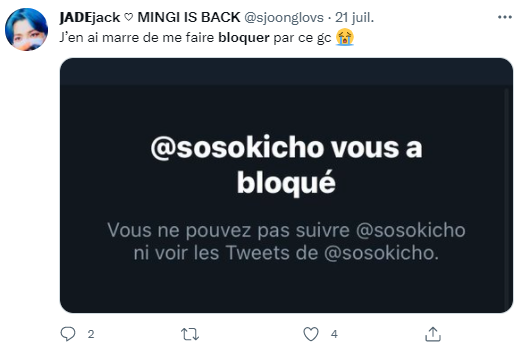 JADEjack ♡ MINGI IS BACK @sjoonglovs · 21 juil.
J'en ai marre de me faire bloquer par ce gc 😭
@sosokicho vous a
bloqué
Vous ne pouvez pas suivre @sosokicho
ni voir les Tweets de @sosokicho.
2
4